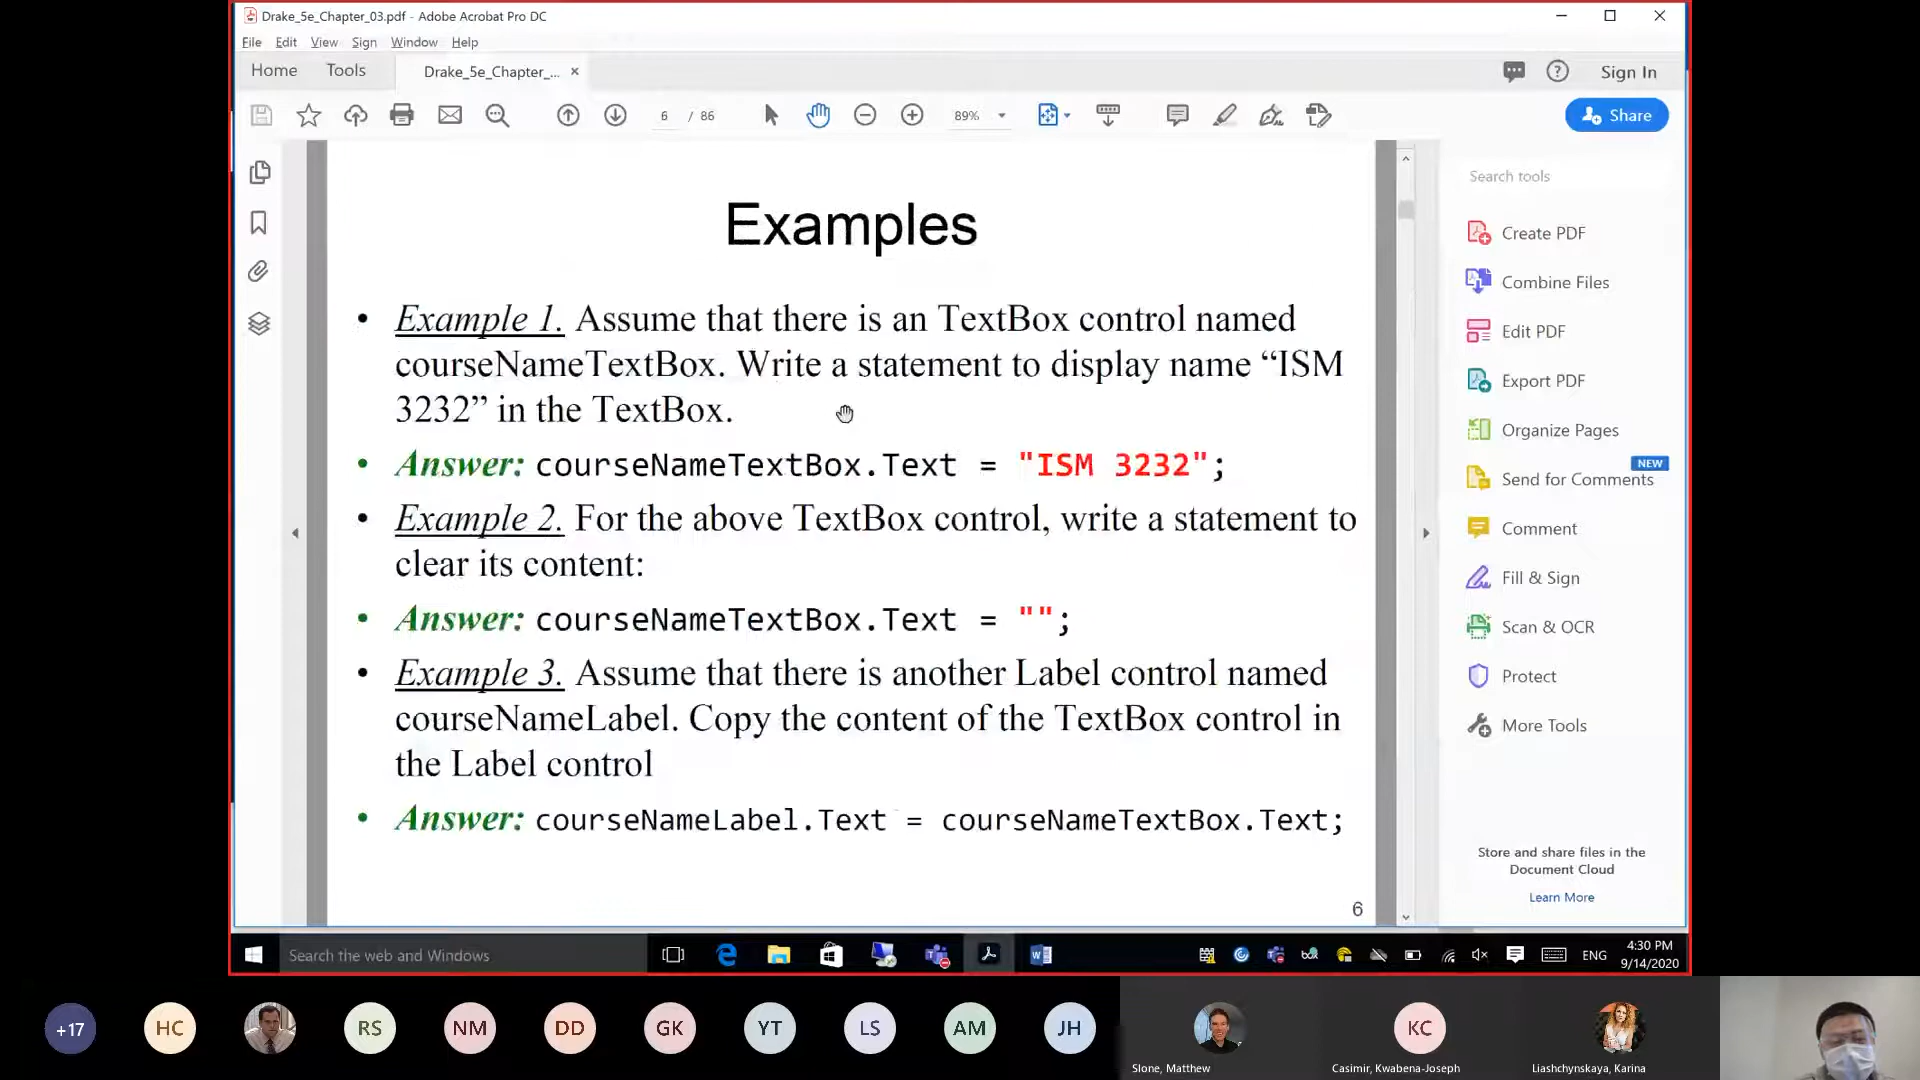 Drake_5e_Chapter_03.pdf - Adobe Acrobat Pro DC
File Edit View Sign Window Help
Home Tools Drake_5e_Chapter_... × Sign In
6 / 86 89% Share
Examples
• Example 1. Assume that there is an TextBox control named
courseNameTextBox. Write a statement to display name “ISM
3232” in the TextBox.
• Answer: courseNameTextBox.Text = "ISM 3232";
• Example 2. For the above TextBox control, write a statement to
clear its content:
• Answer: courseNameTextBox.Text = "";
• Example 3. Assume that there is another Label control named
courseNameLabel. Copy the content of the TextBox control in
the Label control
• Answer: courseNameLabel.Text = courseNameTextBox.Text;
6
Search tools
Create PDF
Combine Files
Edit PDF
Export PDF
Organize Pages
NEW
Send for Comments
Comment
Fill & Sign
Scan & OCR
Protect
More Tools
Store and share files in the
Document Cloud
Learn More
Search the web and Windows
ENG
4:30 PM
9/14/2020
+17 HC RS NM DD GK YT LS AM JH KC
Slone, Matthew Casimir, Kwabena-Joseph Liashchynskaya, Karina